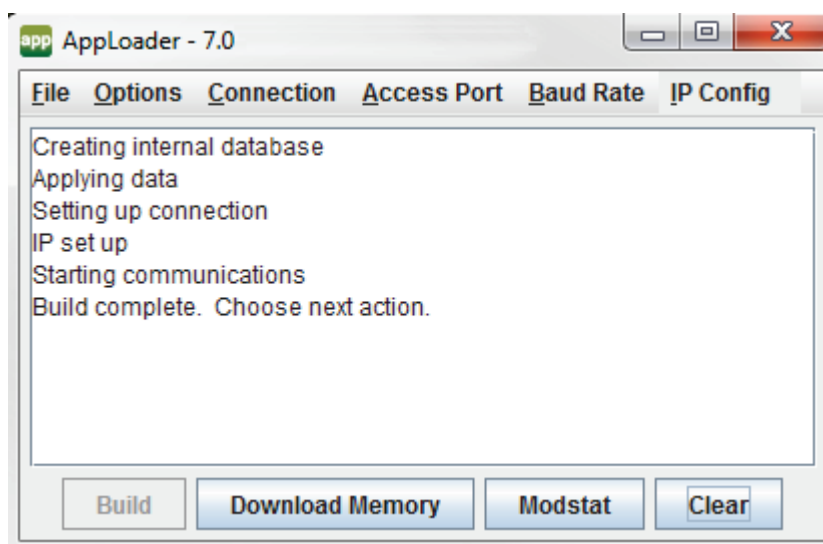 app AppLoader - 7.0
File Options Connection Access Port Baud Rate IP Config
Creating internal database
Applying data
Setting up connection
IP set up
Starting communications
Build complete.  Choose next action.
Build Download Memory Modstat Clear